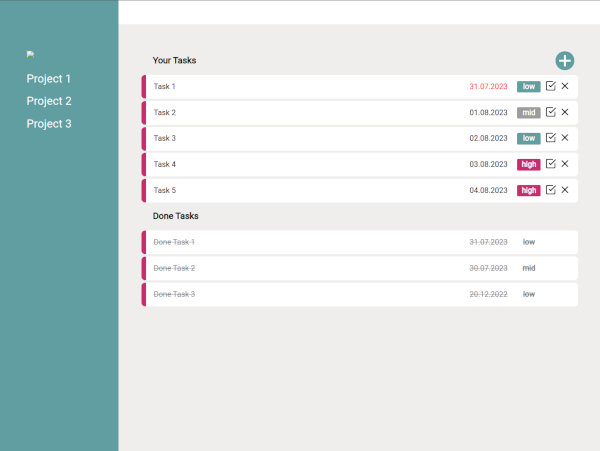 Project 1
Project 2
Project 3
Your Tasks
Task 1 31.07.2023 low
Task 2 01.08.2023 mid
Task 3 02.08.2023 low
Task 4 03.08.2023 high
Task 5 04.08.2023 high
Done Tasks
Done Task 1 31.07.2023 low
Done Task 2 30.07.2023 mid
Done Task 3 20.12.2022 low